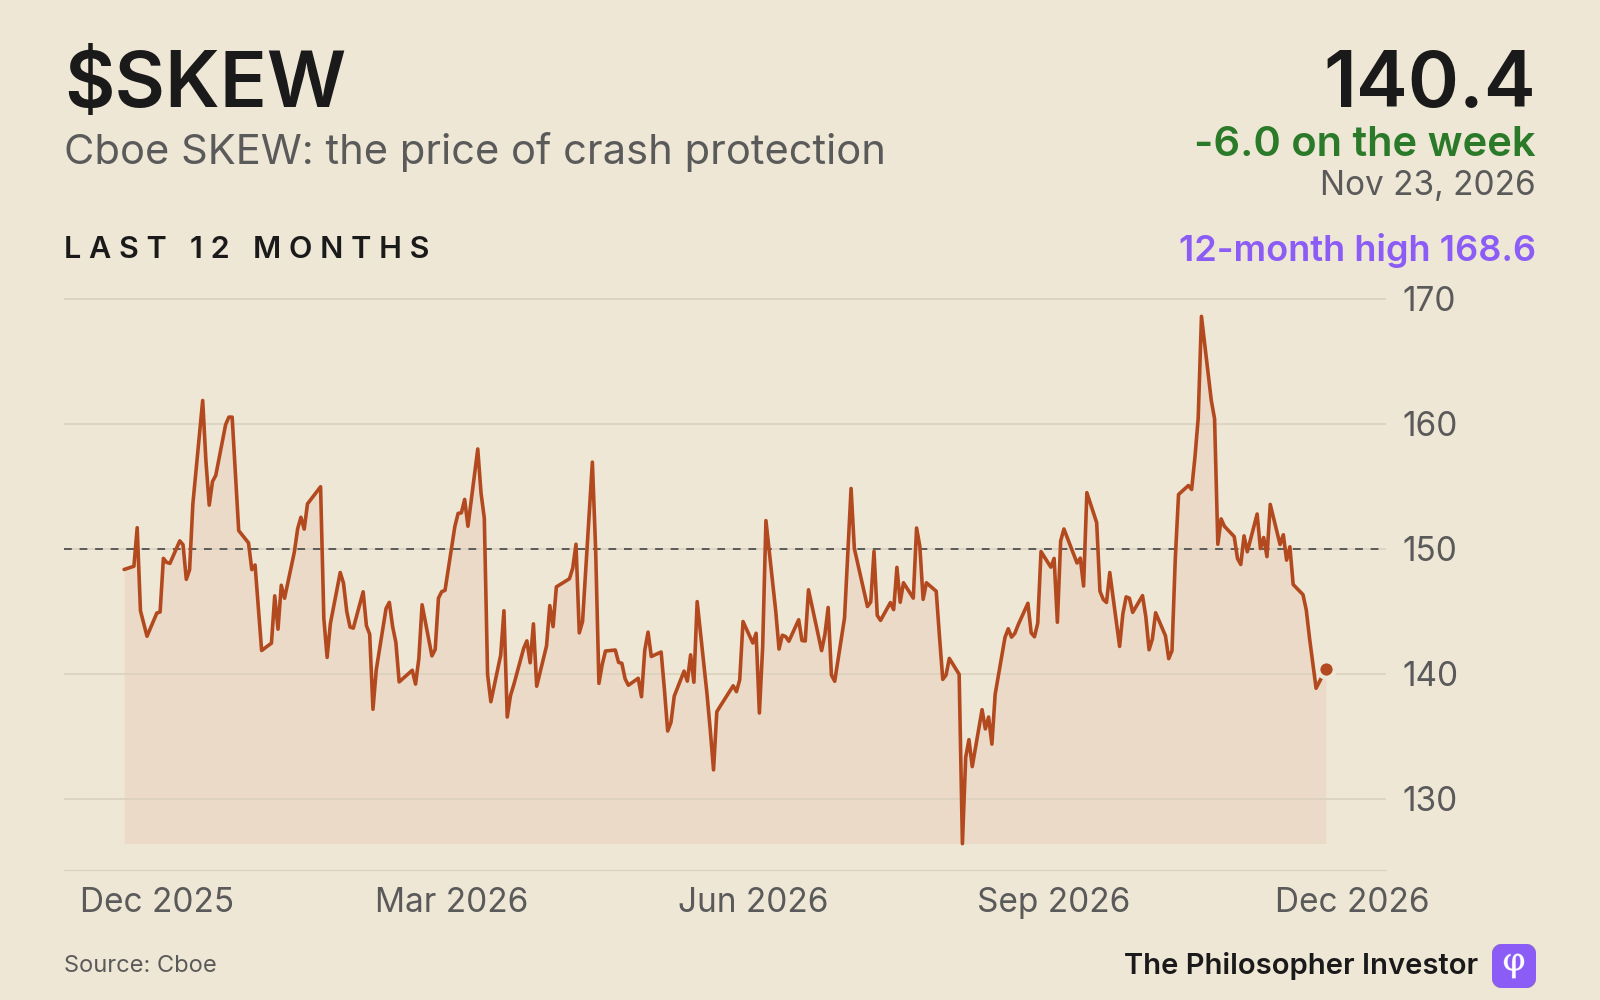 $SKEW
140.4
Cboe SKEW: the price of crash protection
-6.0 on the week
Nov 23, 2026
LAST 12 MONTHS
12-month high 168.6
170
160
150
140
130
Dec 2025
Mar 2026
Jun 2026
Sep 2026
Dec 2026
Source: Cboe
The Philosopher Investor
φ